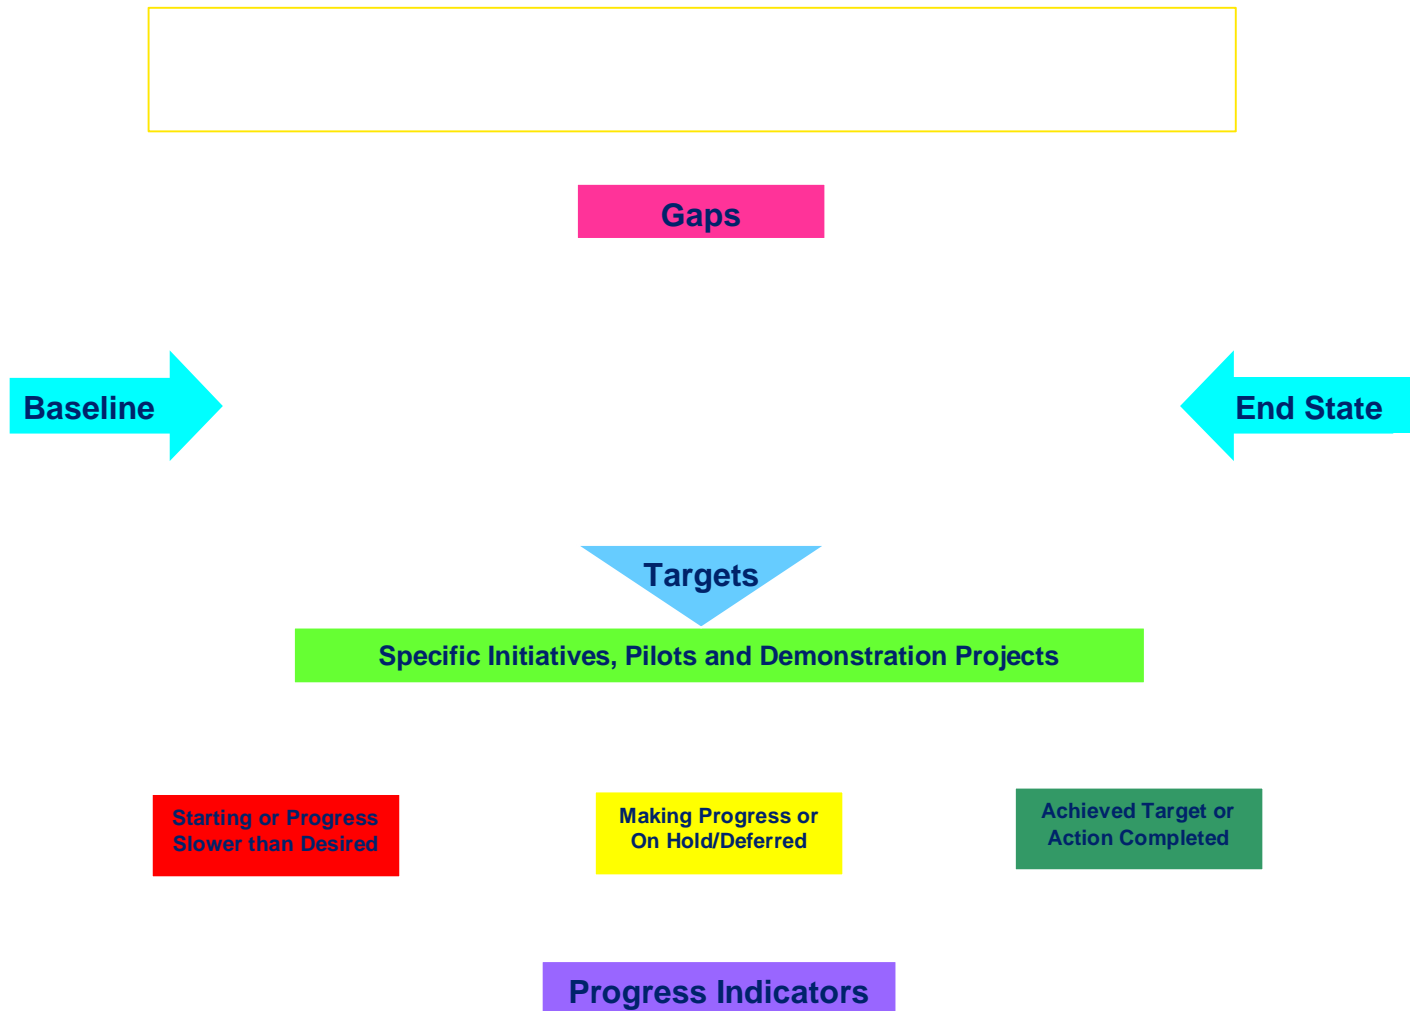 Gaps
Baseline
End State
Targets
Specific Initiatives, Pilots and Demonstration Projects
Starting or Progress
Slower than Desired
Making Progress or
On Hold/Deferred
Achieved Target or
Action Completed
Progress Indicators